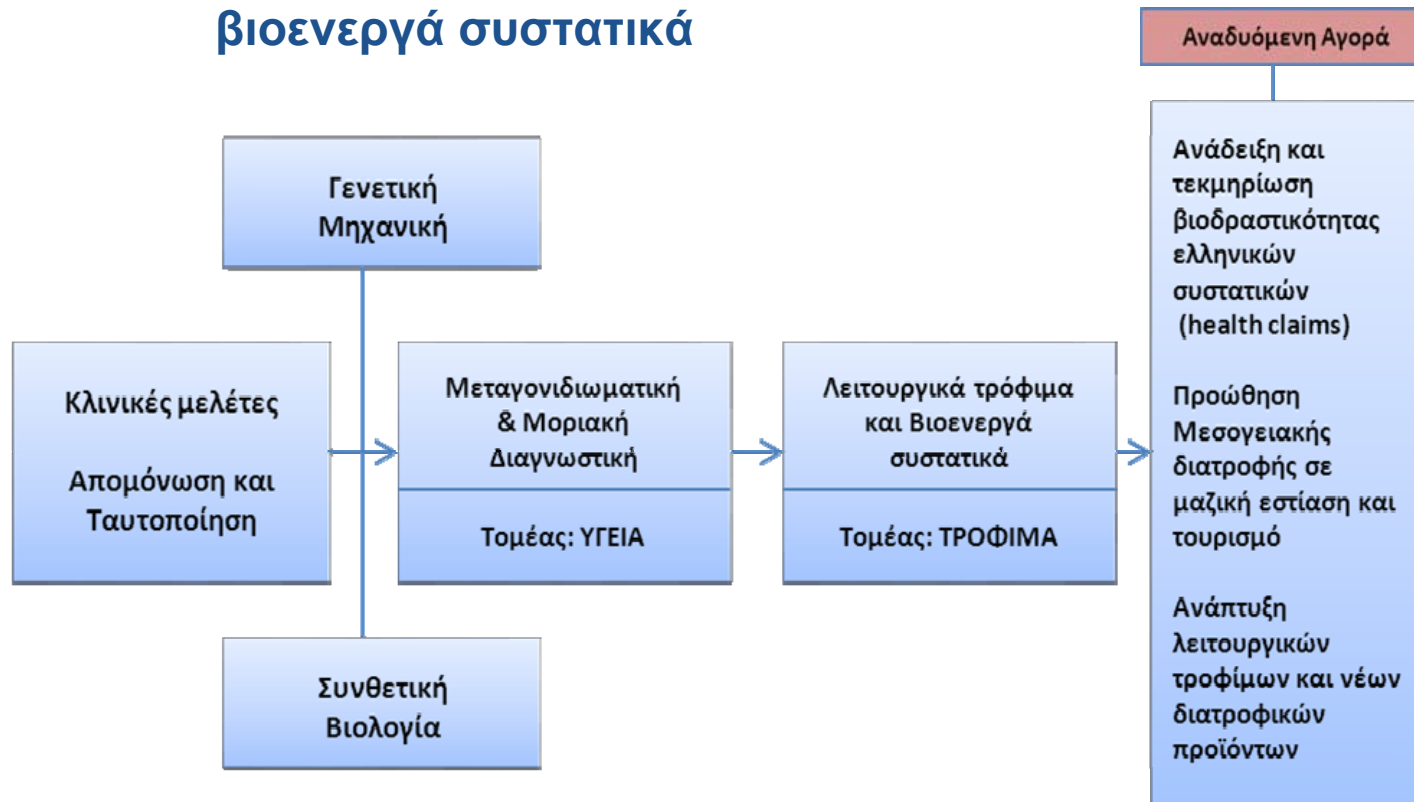 βιοενεργά συστατικά
Αναδυόμενη Αγορά
Γενετική
Μηχανική
Κλινικές μελέτες
Απομόνωση και
Ταυτοποίηση
Μεταγονιδιωματική
& Μοριακή
Διαγνωστική
Τομέας: ΥΓΕΙΑ
Λειτουργικά τρόφιμα
και Βιοενεργά
συστατικά
Τομέας: ΤΡΟΦΙΜΑ
Συνθετική
Βιολογία
Ανάδειξη και
τεκμηρίωση
βιοδραστικότητας
ελληνικών
συστατικών
(health claims)
Προώθηση
Μεσογειακής
διατροφής σε
μαζική εστίαση και
τουρισμό
Ανάπτυξη
λειτουργικών
τροφίμων και νέων
διατροφικών
προϊόντων